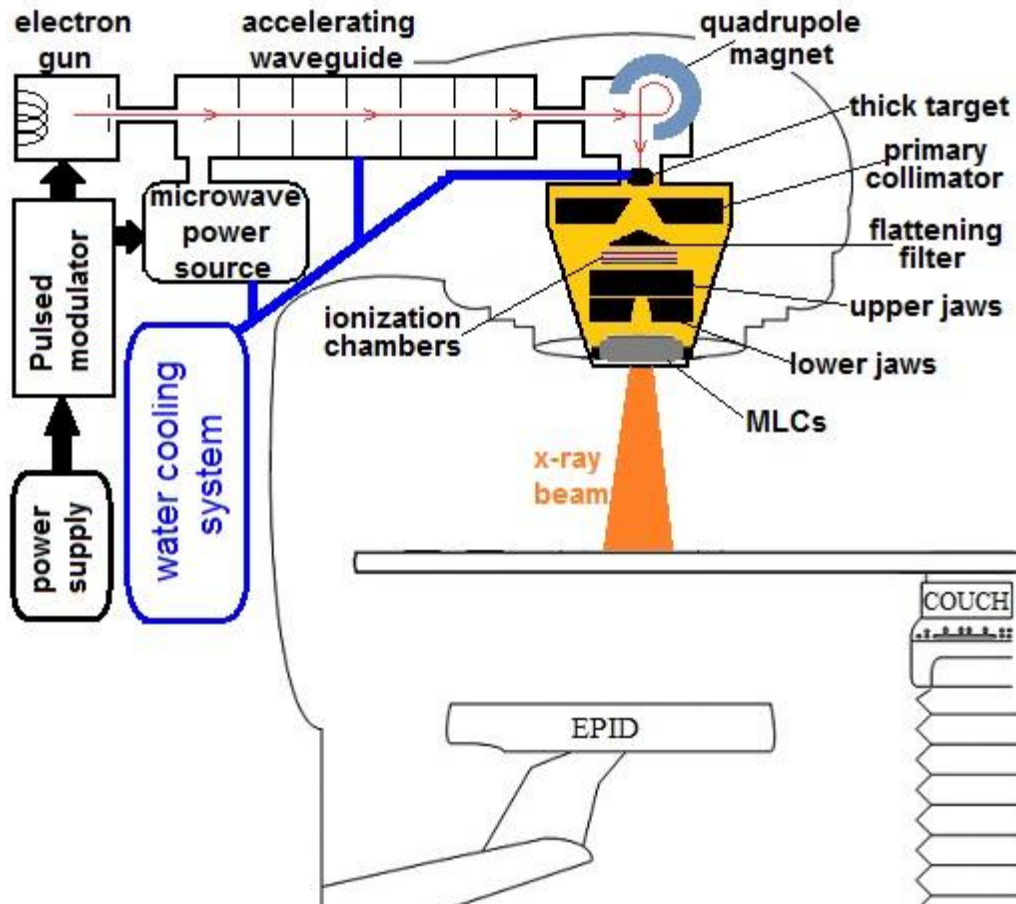 electron
gun
accelerating
waveguide
quadrupole
magnet
thick target
primary
collimator
flattening
filter
upper jaws
lower jaws
MLCs
ionization
chambers
microwave
power
source
Pulsed
modulator
power
supply
water cooling
system
x-ray
beam
COUCH
EPID